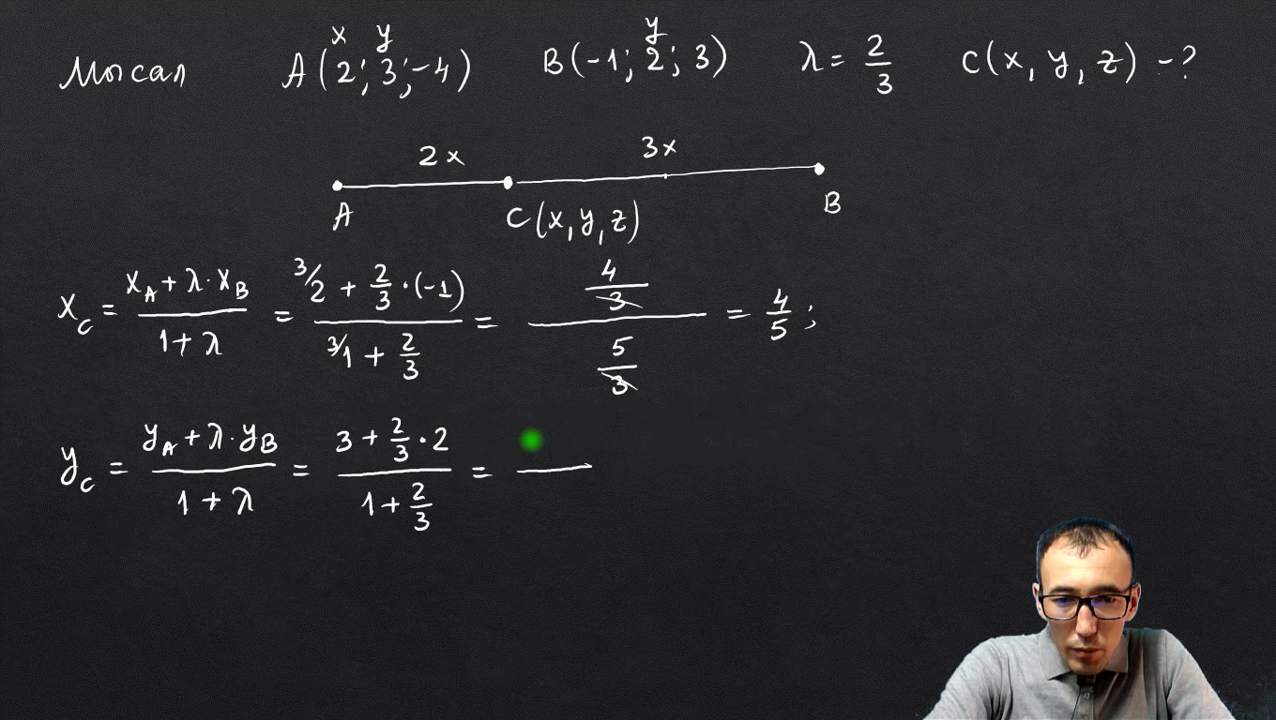 Мысал A(2; 3; -4) B(-1; 2; 3) λ = 2/3 C(x, y, z) - ?
x y y
2x 3x
A C(x, y, z) B
x_C = (x_A + λ · x_B)/(1 + λ) = (³/2 + 2/3 · (-1))/(³/1 + 2/3) = (4/3)/(5/3) = 4/5 ;
y_C = (y_A + λ · y_B)/(1 + λ) = (3 + 2/3 · 2)/(1 + 2/3) =